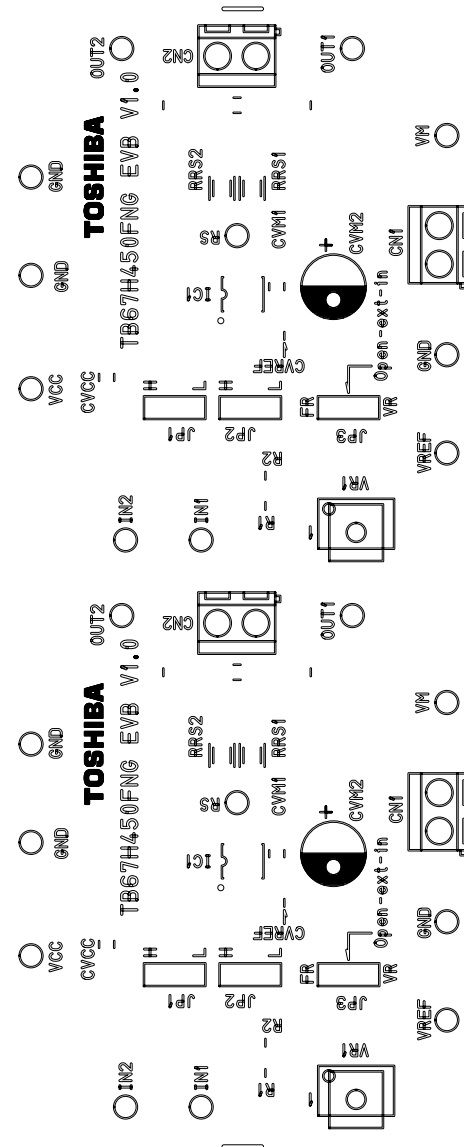 OUT2
CN2
OUT1
TOSHIBA
TB67H450FNG EVB V1.0
VM
GND
RRS2
RRS1
RS
CVM1
CVM2
CN1
GND
IC1
CVREF
Open-ext-in
GND
VCC
CVCC
H
L
H
L
FR
VR
JP1
JP2
JP3
VREF
R2
IN2
IN1
R1
VR1
1
OUT2
CN2
OUT1
TOSHIBA
TB67H450FNG EVB V1.0
VM
GND
RRS2
RRS1
RS
CVM1
CVM2
CN1
GND
IC1
CVREF
Open-ext-in
GND
VCC
CVCC
H
L
H
L
FR
VR
JP1
JP2
JP3
VREF
R2
IN2
IN1
R1
VR1
1